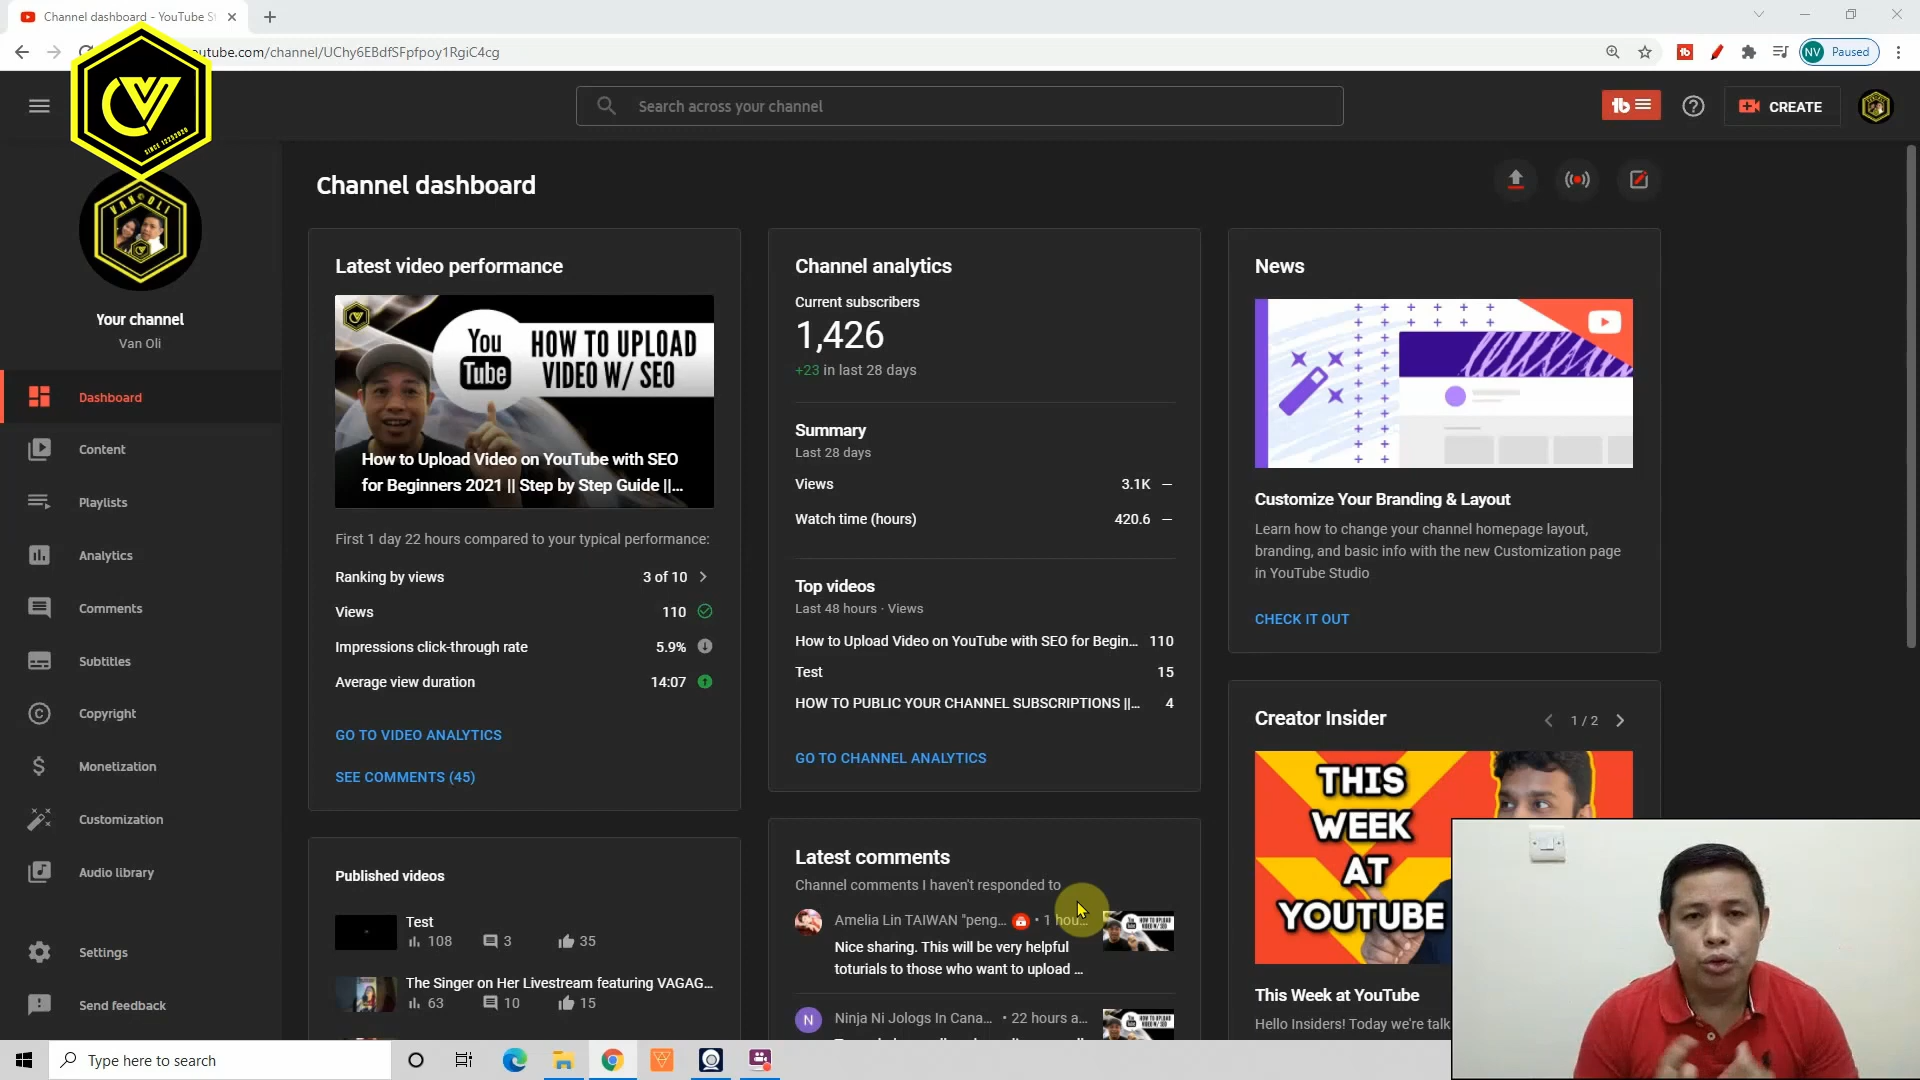 Channel dashboard - YouTube S
utube.com/channel/UChy6EBdfSFpfpoy1RgiC4cg
NV Paused
CV
SINCE 12252020
Search across your channel
tb
CREATE
Channel dashboard
VAN OLI
Your channel
Van Oli
Dashboard
Content
Playlists
Analytics
Comments
Subtitles
Copyright
Monetization
Customization
Audio library
Settings
Send feedback
Latest video performance
You Tube
HOW TO UPLOAD
VIDEO W/ SEO
How to Upload Video on YouTube with SEO
for Beginners 2021 || Step by Step Guide ||...
First 1 day 22 hours compared to your typical performance:
Ranking by views 3 of 10
Views 110
Impressions click-through rate 5.9%
Average view duration 14:07
GO TO VIDEO ANALYTICS
SEE COMMENTS (45)
Published videos
Test
108 3 35
The Singer on Her Livestream featuring VAGAG...
63 10 15
Channel analytics
Current subscribers
1,426
+23 in last 28 days
Summary
Last 28 days
Views 3.1K —
Watch time (hours) 420.6 —
Top videos
Last 48 hours · Views
How to Upload Video on YouTube with SEO for Begin... 110
Test 15
HOW TO PUBLIC YOUR CHANNEL SUBSCRIPTIONS ||... 4
GO TO CHANNEL ANALYTICS
Latest comments
Channel comments I haven't responded to
Amelia Lin TAIWAN "peng... • 1 hou...
Nice sharing. This will be very helpful
toturials to those who want to upload ...
N Ninja Ni Jologs In Cana... • 22 hours a...
News
Customize Your Branding & Layout
Learn how to change your channel homepage layout,
branding, and basic info with the new Customization page
in YouTube Studio
CHECK IT OUT
Creator Insider 1 / 2
THIS
WEEK
AT
YOUTUBE
This Week at YouTube
Hello Insiders! Today we're talk
Type here to search